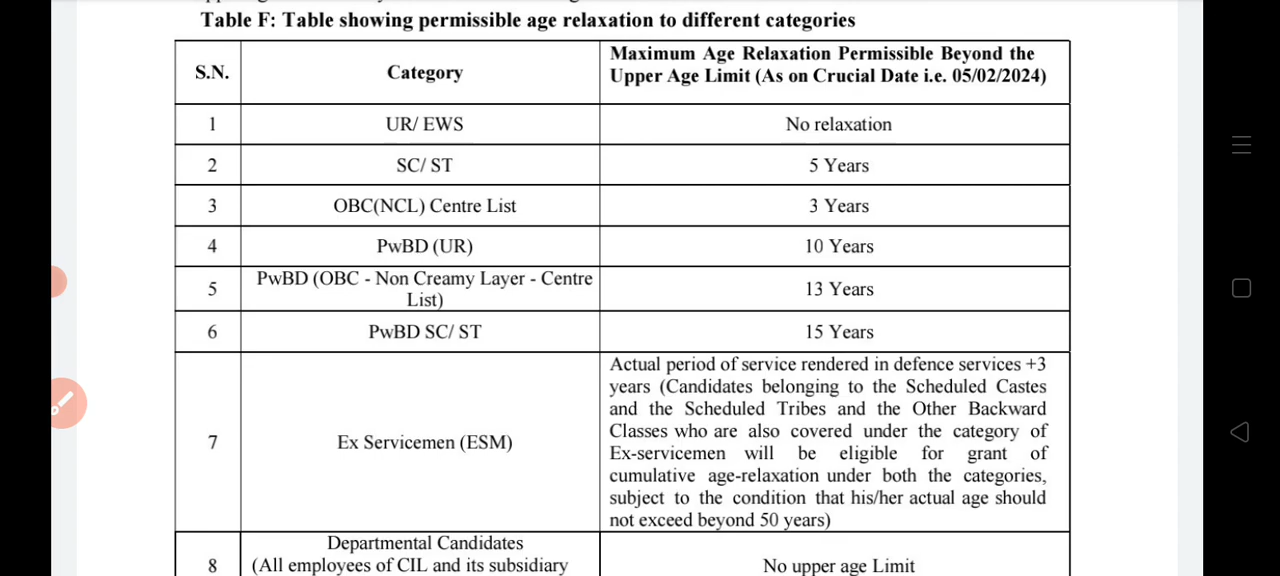 Table F: Table showing permissible age relaxation to different categories
S.N.
Category
Maximum Age Relaxation Permissible Beyond the
Upper Age Limit (As on Crucial Date i.e. 05/02/2024)
1
UR/ EWS
No relaxation
2
SC/ ST
5 Years
3
OBC(NCL) Centre List
3 Years
4
PwBD (UR)
10 Years
5
PwBD (OBC - Non Creamy Layer - Centre
List)
13 Years
6
PwBD SC/ ST
15 Years
7
Ex Servicemen (ESM)
Actual period of service rendered in defence services +3
years (Candidates belonging to the Scheduled Castes
and the Scheduled Tribes and the Other Backward
Classes who are also covered under the category of
Ex-servicemen will be eligible for grant of
cumulative age-relaxation under both the categories,
subject to the condition that his/her actual age should
not exceed beyond 50 years)
8
Departmental Candidates
(All employees of CIL and its subsidiary
No upper age Limit